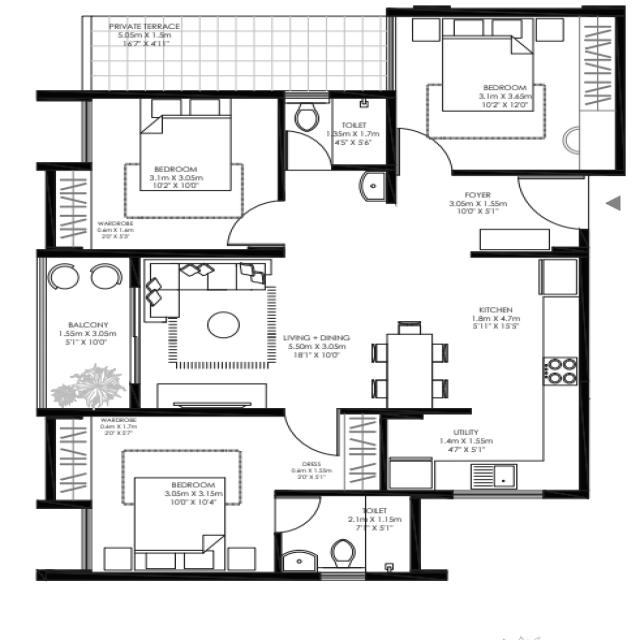 PRIVATE TERRACE
5.05m X 1.5m
16'7" X 4'11"
BEDROOM
3.1m X 3.65m
10'2" X 12'0"
TOILET
1.35m X 1.7m
4'5" X 5'6"
BEDROOM
3.1m X 3.05m
10'2" X 10'0"
WARDROBE
0.6m X 1.6m
2'0" X 5'3"
FOYER
3.05m X 1.55m
10'0" X 5'1"
BALCONY
1.55m X 3.05m
5'1" X 10'0"
LIVING + DINING
5.50m X 3.05m
18'1" X 10'0"
KITCHEN
1.8m X 4.7m
5'11" X 15'5"
WARDROBE
0.6m X 1.7m
2'0" X 5'7"
UTILITY
1.4m X 1.55m
4'7" X 5'1"
DRESS
0.6m X 1.55m
2'0" X 5'1"
BEDROOM
3.05m X 3.15m
10'0" X 10'4"
TOILET
2.1m X 1.15m
7'1" X 5'1"